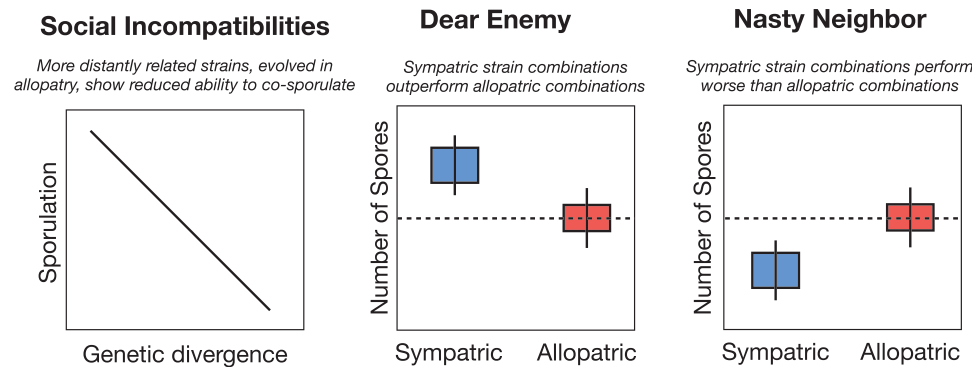 Social Incompatibilities
More distantly related strains, evolved in
allopatry, show reduced ability to co-sporulate
Sporulation
Genetic divergence
Dear Enemy
Sympatric strain combinations
outperform allopatric combinations
Number of Spores
Sympatric
Allopatric
Nasty Neighbor
Sympatric strain combinations perform
worse than allopatric combinations
Number of Spores
Sympatric
Allopatric